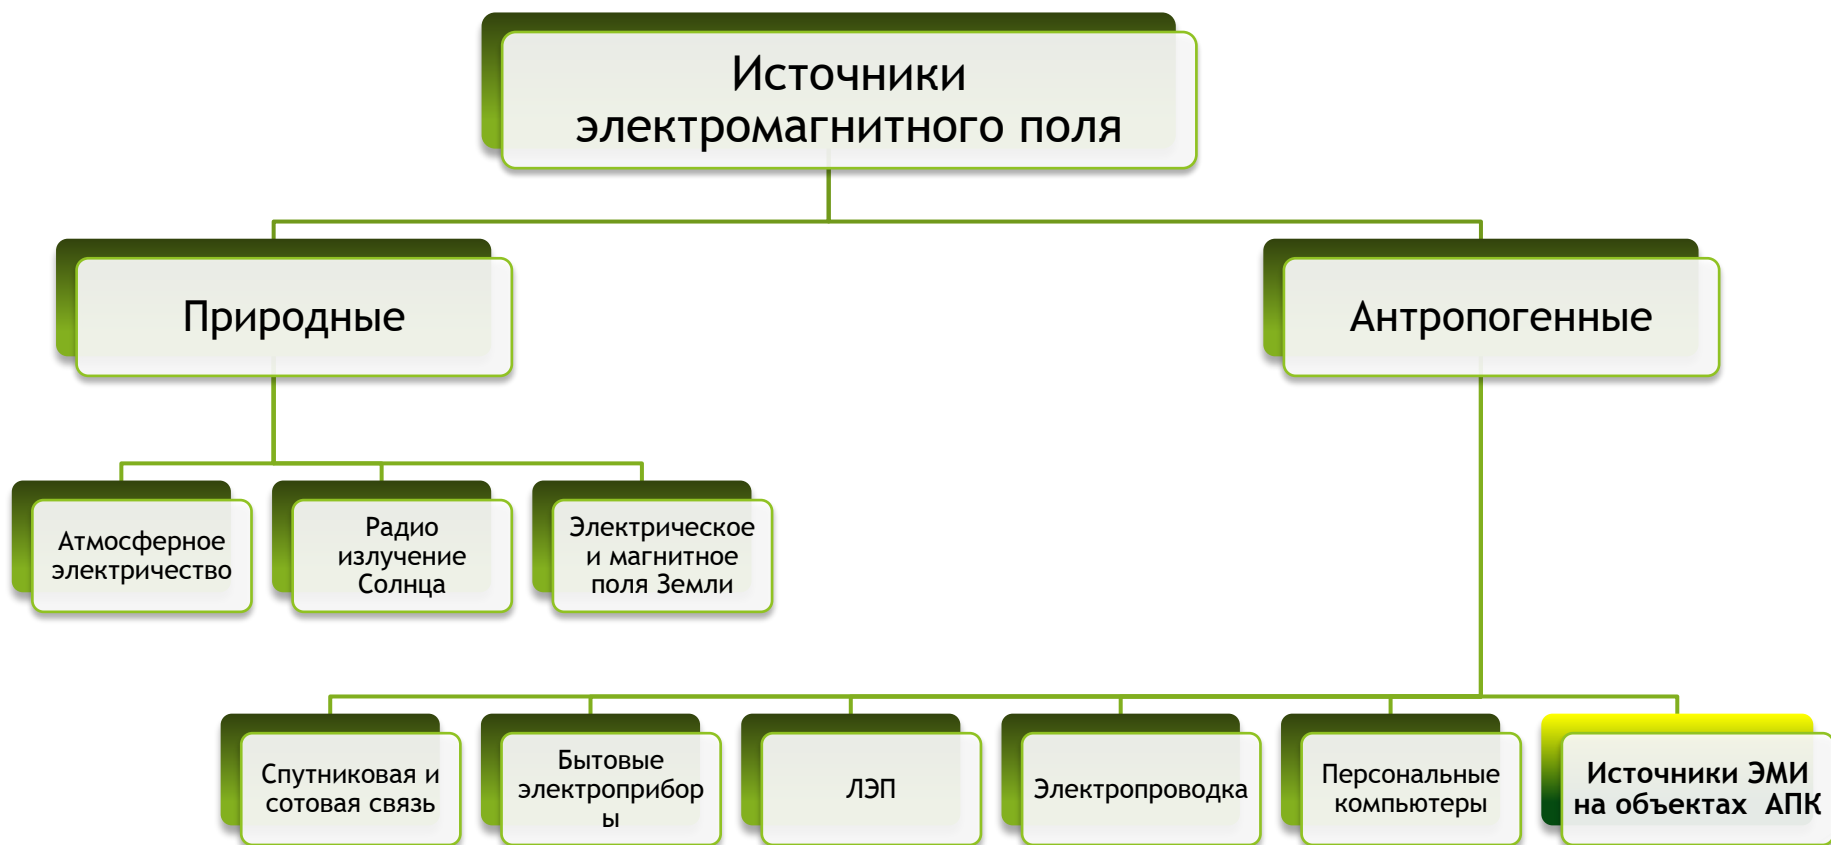 Источники
электромагнитного поля
Природные
Антропогенные
Атмосферное
электричество
Радио
излучение
Солнца
Электрическое
и магнитное
поля Земли
Спутниковая и
сотовая связь
Бытовые
электроприбор
ы
ЛЭП
Электропроводка
Персональные
компьютеры
Источники ЭМИ
на объектах АПК